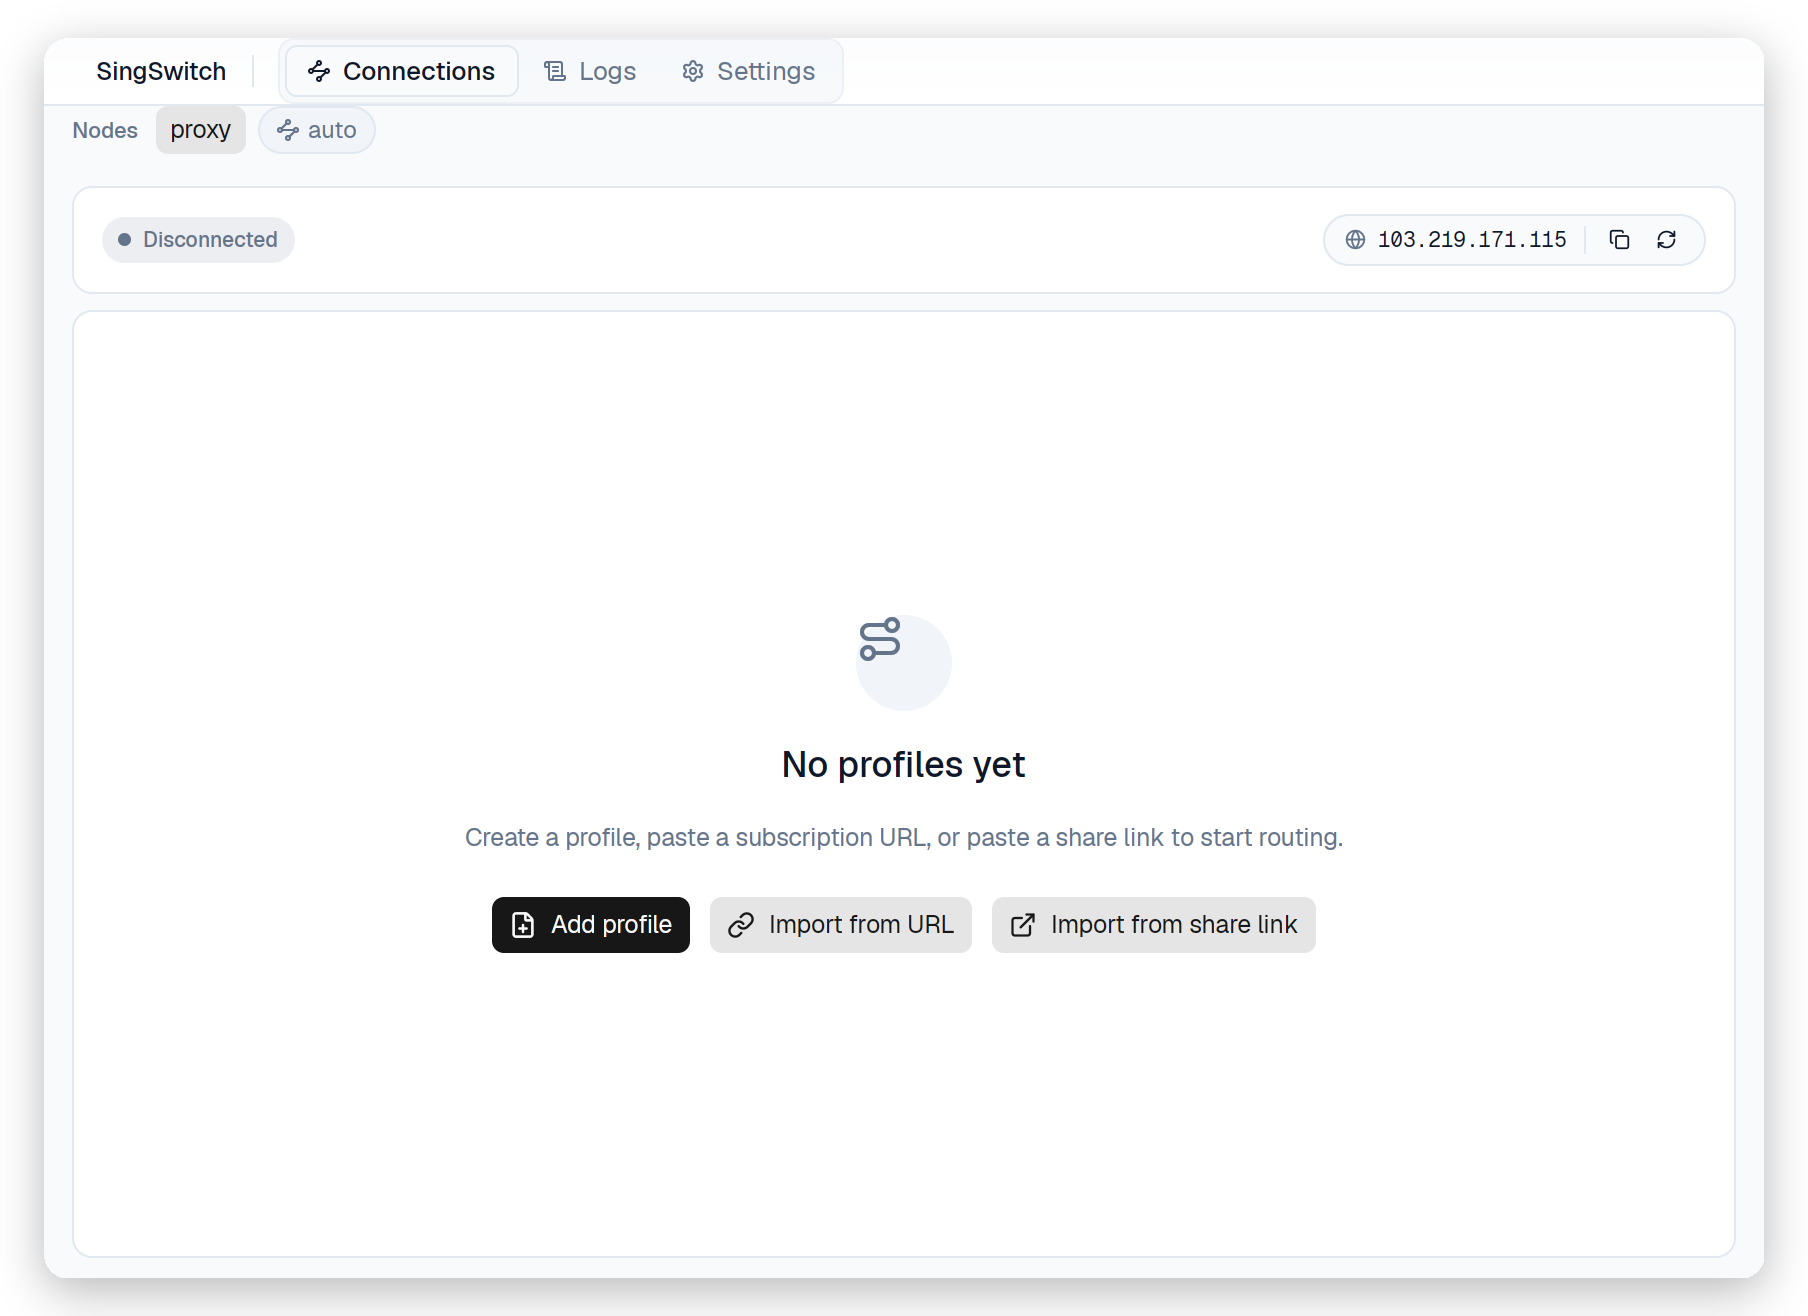 SingSwitch Connections Logs Settings
Nodes proxy auto
Disconnected 103.219.171.115
No profiles yet
Create a profile, paste a subscription URL, or paste a share link to start routing.
Add profile Import from URL Import from share link